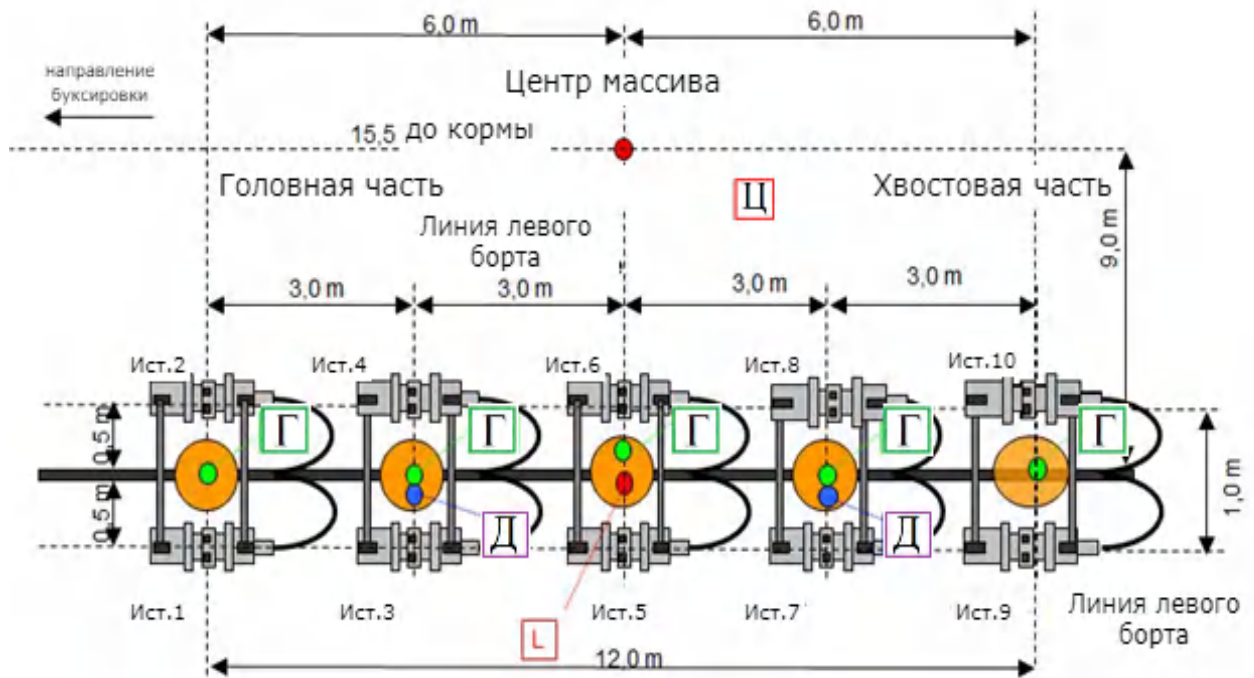 6,0 m
6,0 m
направление
буксировки
Центр массива
15,5 до кормы
Головная часть
Ц
Хвостовая часть
Линия левого
борта
9,0 m
3,0 m
3,0 m
3,0 m
3,0 m
Ист.2
Ист.4
Ист.6
Ист.8
Ист.10
0,5 m
Г
Г
Г
Г
Г
0,5 m
Д
Д
1,0 m
Ист.1
Ист.3
L
Ист.5
Ист.7
Ист.9
Линия левого
борта
12,0 m